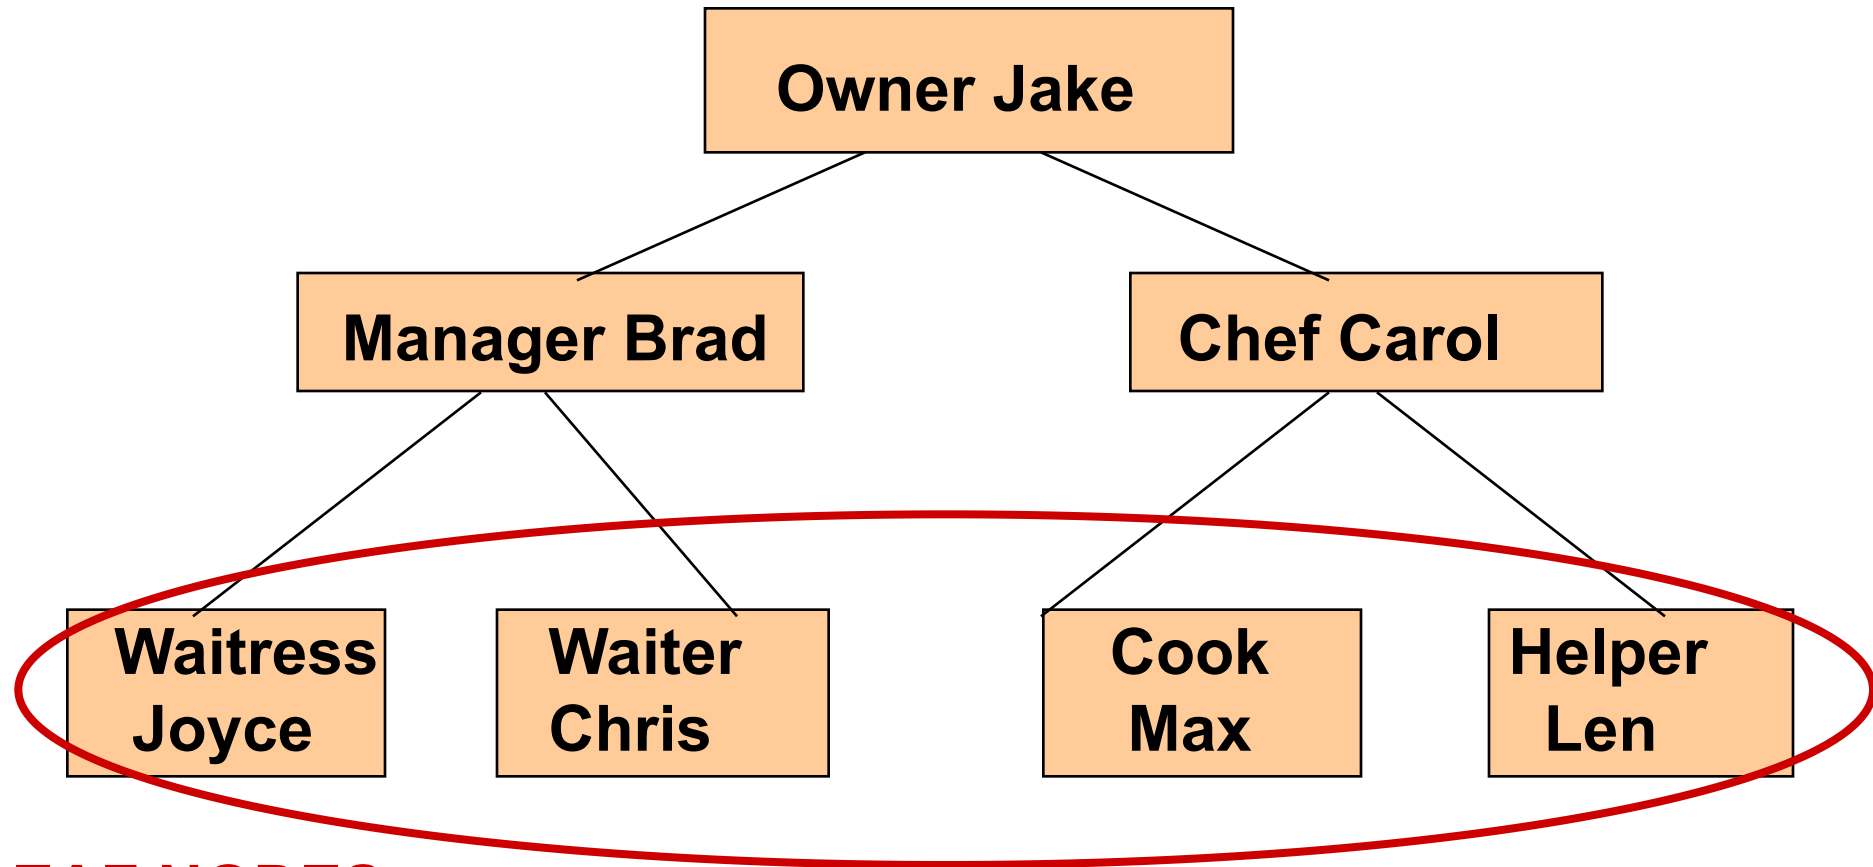 Owner Jake
Manager Brad
Chef Carol
Waitress
Joyce
Waiter
Chris
Cook
Max
Helper
Len